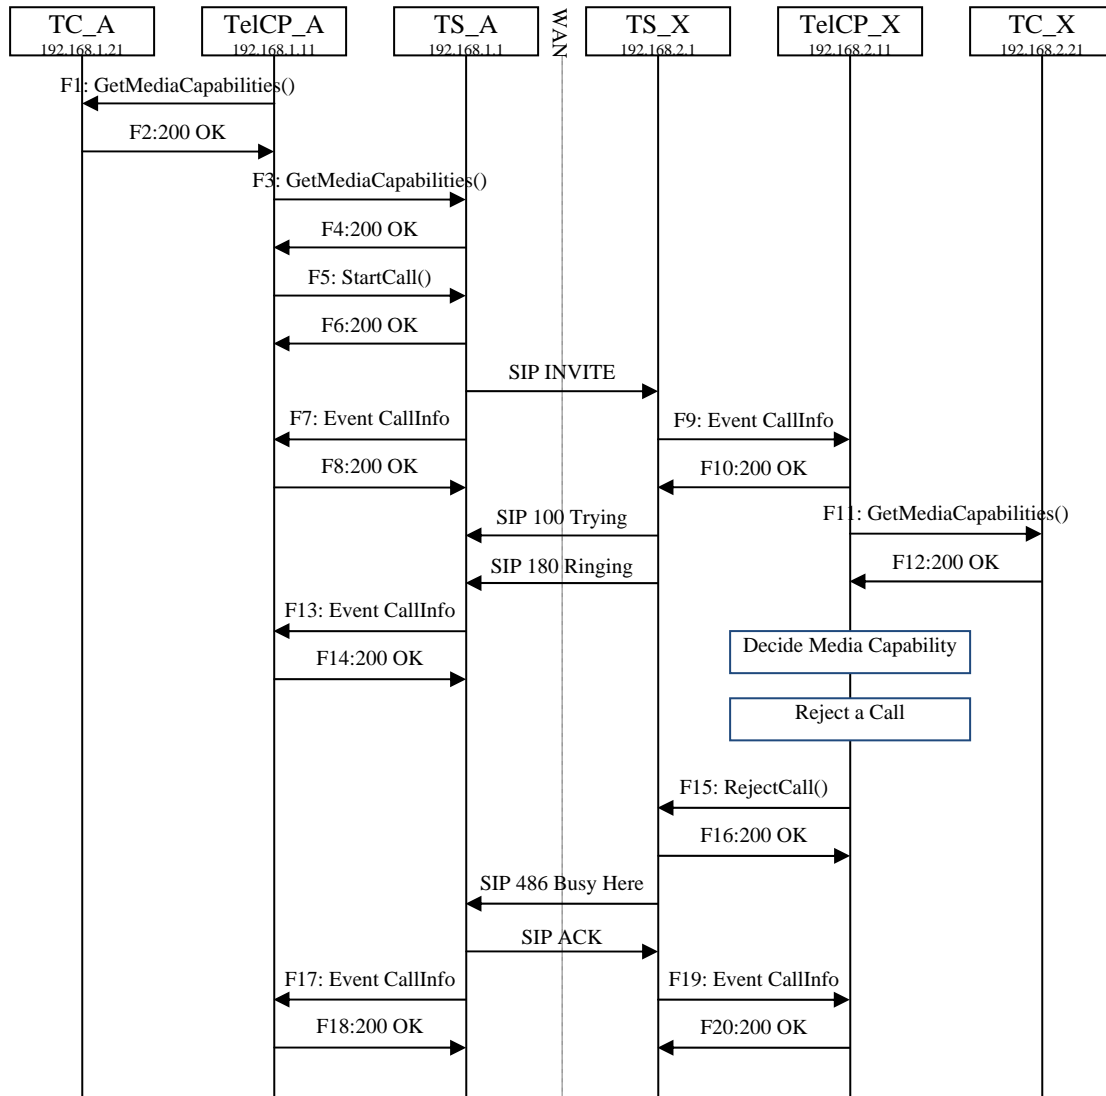 TC_A
192.168.1.21
TelCP_A
192.168.1.11
TS_A
192.168.1.1
WAN
TS_X
192.168.2.1
TelCP_X
192.168.2.11
TC_X
192.168.2.21
F1: GetMediaCapabilities()
F2:200 OK
F3: GetMediaCapabilities()
F4:200 OK
F5: StartCall()
F6:200 OK
SIP INVITE
F7: Event CallInfo
F9: Event CallInfo
F8:200 OK
F10:200 OK
SIP 100 Trying
F11: GetMediaCapabilities()
SIP 180 Ringing
F12:200 OK
F13: Event CallInfo
Decide Media Capability
F14:200 OK
Reject a Call
F15: RejectCall()
F16:200 OK
SIP 486 Busy Here
SIP ACK
F17: Event CallInfo
F19: Event CallInfo
F18:200 OK
F20:200 OK